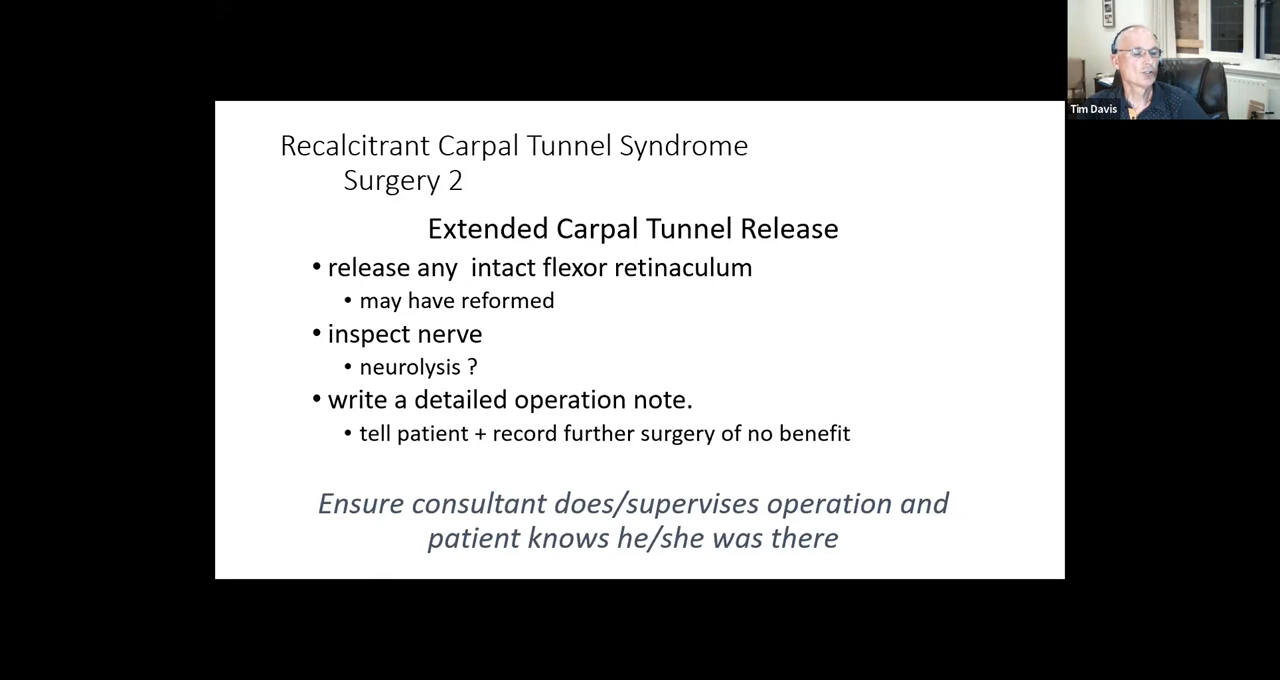 Tim Davis
Recalcitrant Carpal Tunnel Syndrome
Surgery 2
Extended Carpal Tunnel Release
• release any  intact flexor retinaculum
• may have reformed
• inspect nerve
• neurolysis ?
• write a detailed operation note.
• tell patient + record further surgery of no benefit
Ensure consultant does/supervises operation and
patient knows he/she was there